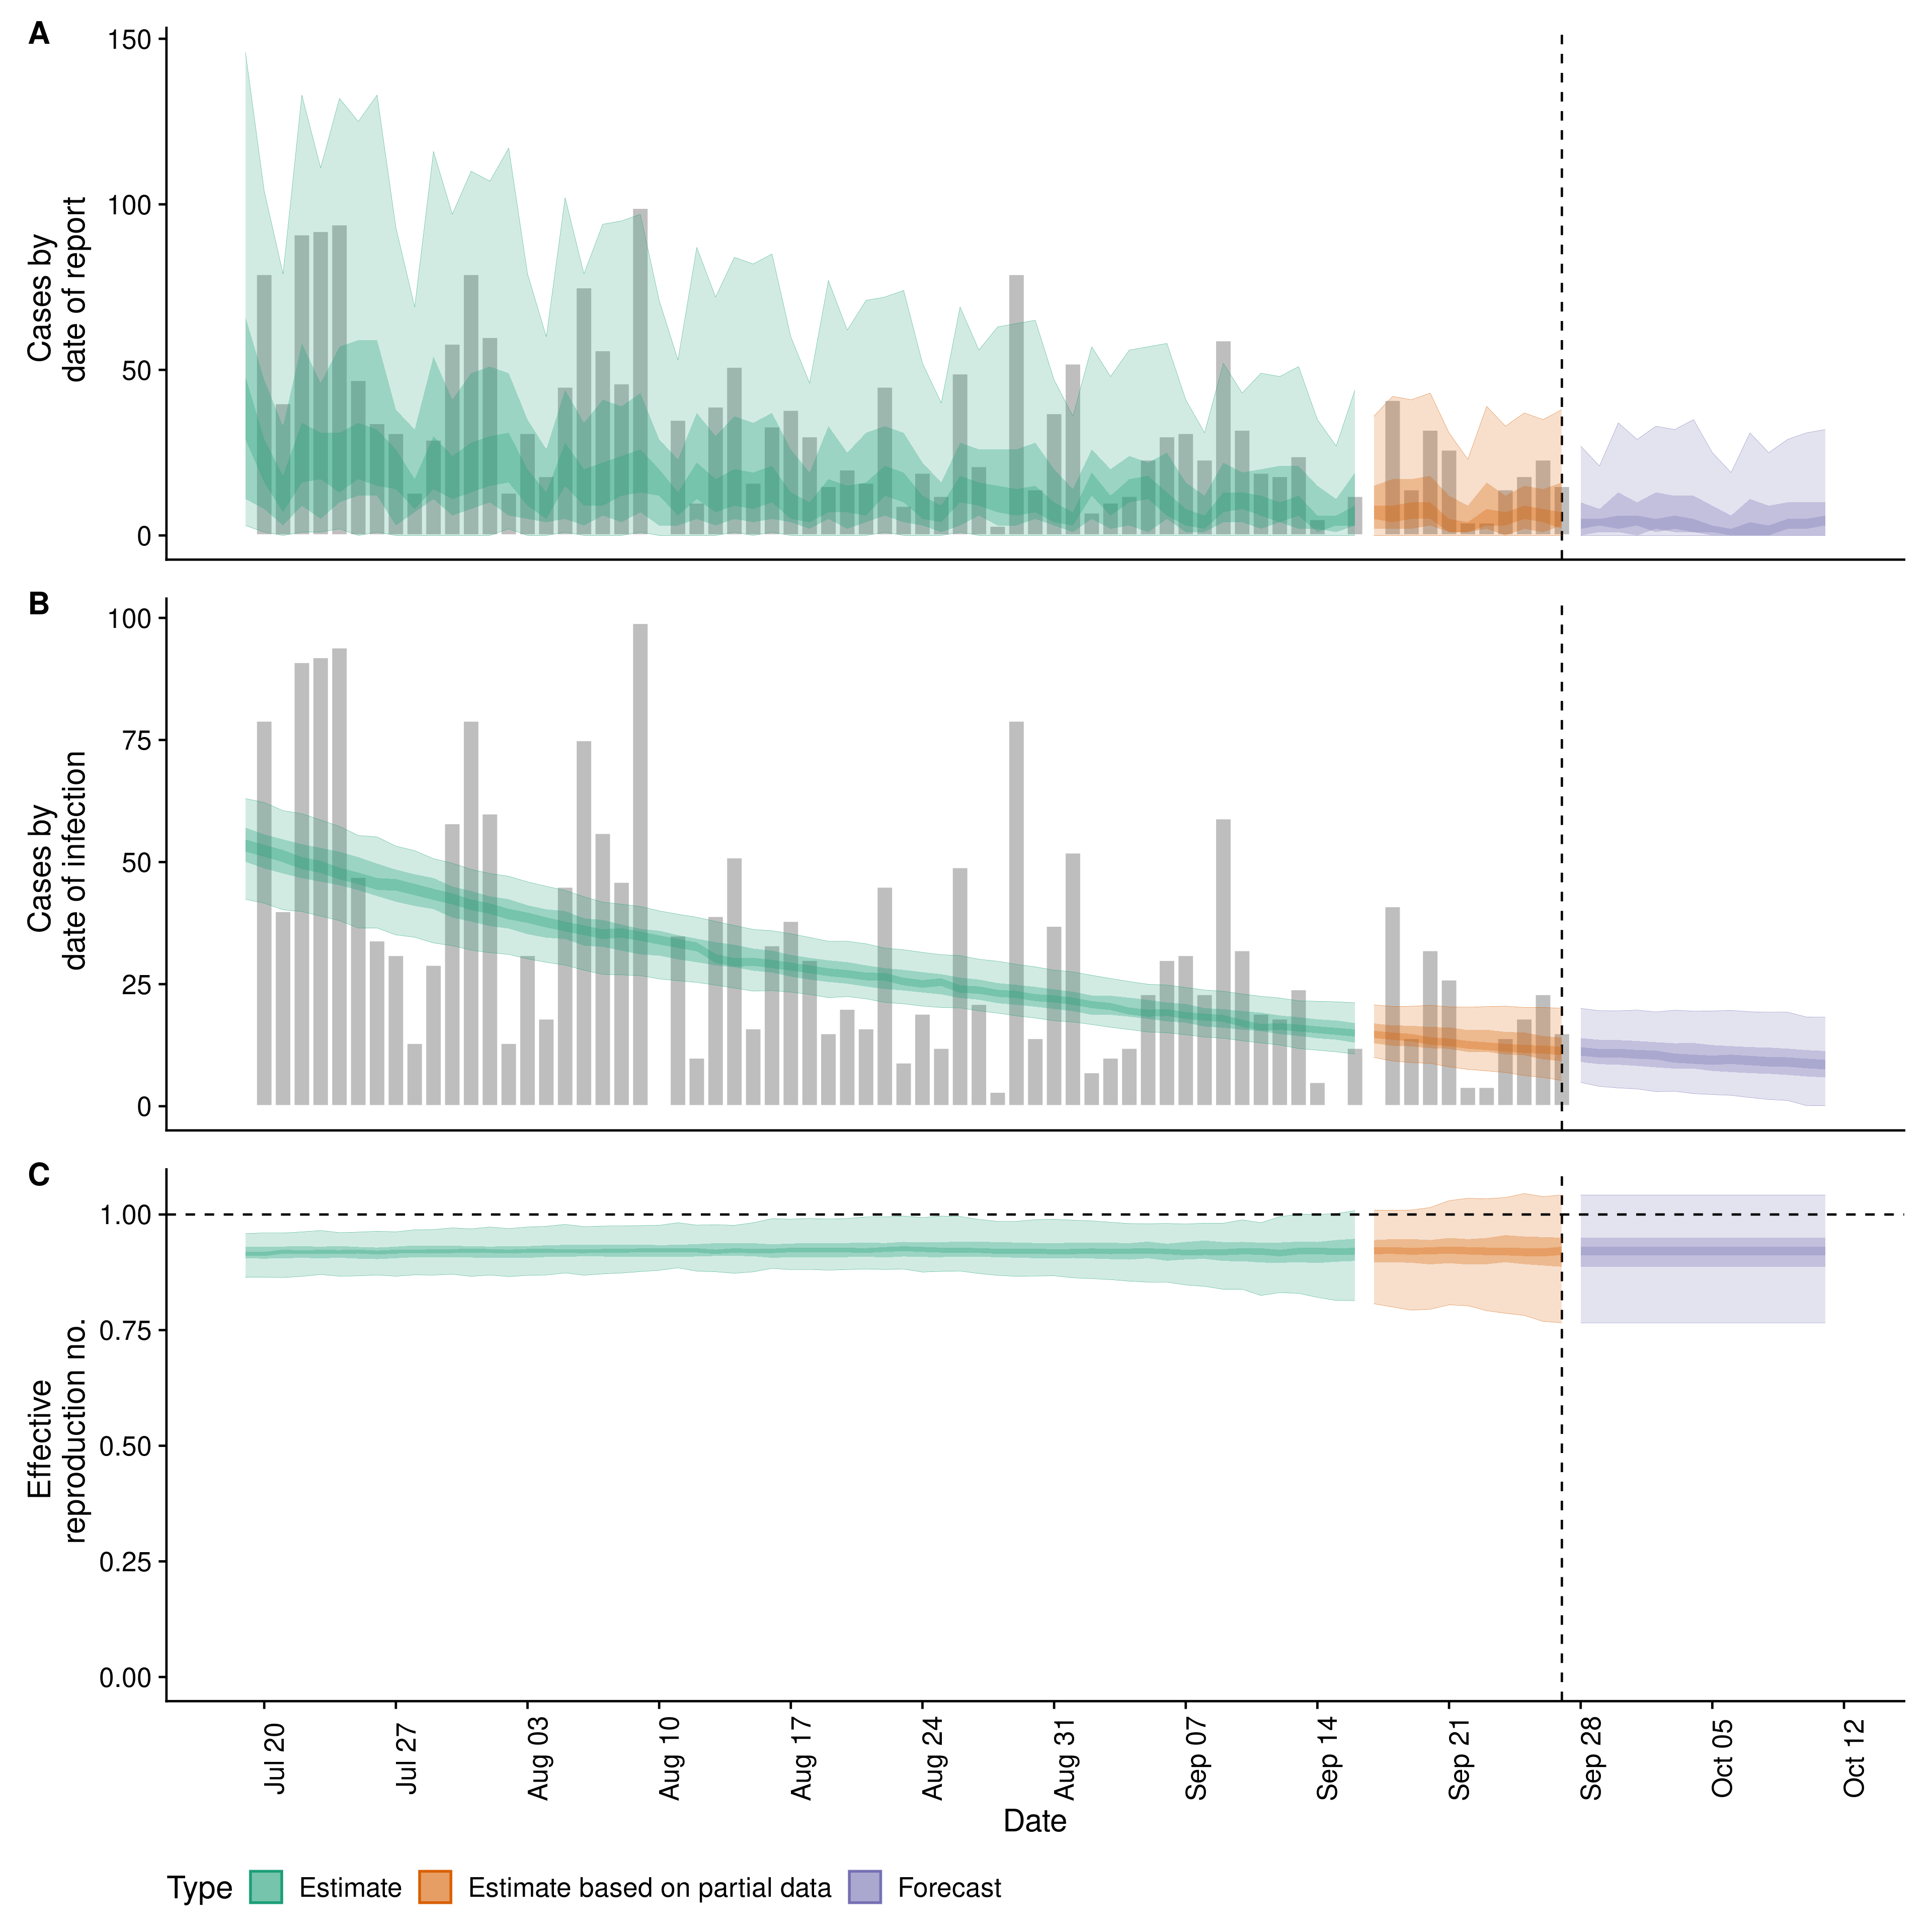 A
150
100
50
0
Cases by
date of report
B
100
75
50
25
0
Cases by
date of infection
C
1.00
0.75
0.50
0.25
0.00
Effective
reproduction no.
Jul 20
Jul 27
Aug 03
Aug 10
Aug 17
Aug 24
Aug 31
Sep 07
Sep 14
Sep 21
Sep 28
Oct 05
Oct 12
Date
Type Estimate Estimate based on partial data Forecast